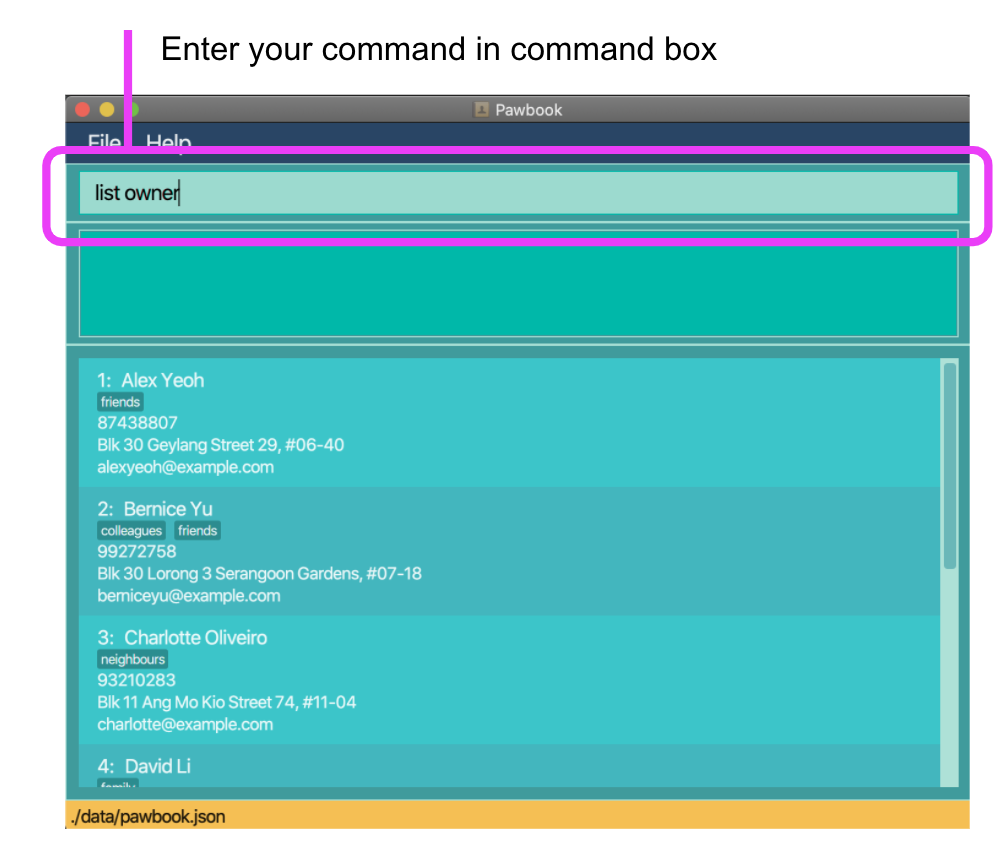 Enter your command in command box
Pawbook
File Help
list owner
1: Alex Yeoh
friends
87438807
Blk 30 Geylang Street 29, #06-40
alexyeoh@example.com
2: Bernice Yu
colleagues friends
99272758
Blk 30 Lorong 3 Serangoon Gardens, #07-18
berniceyu@example.com
3: Charlotte Oliveiro
neighbours
93210283
Blk 11 Ang Mo Kio Street 74, #11-04
charlotte@example.com
4: David Li
family
./data/pawbook.json